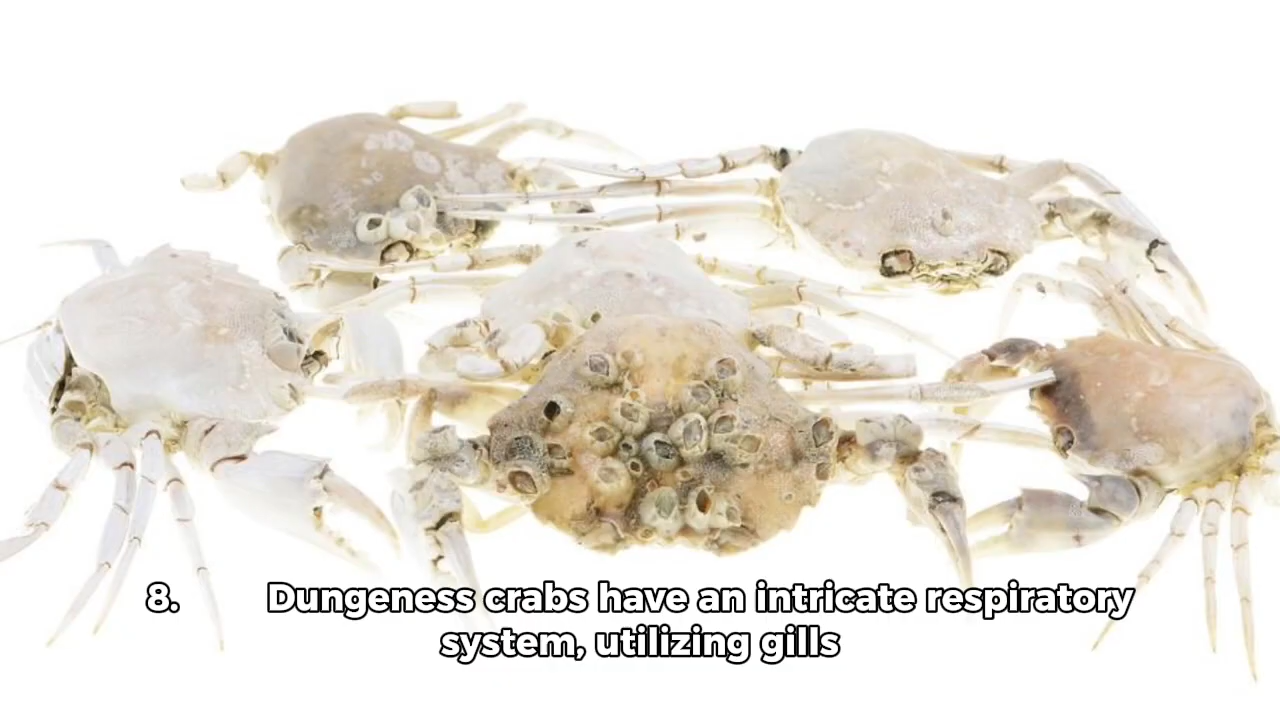 8. Dungeness crabs have an intricate respiratory
system, utilizing gills